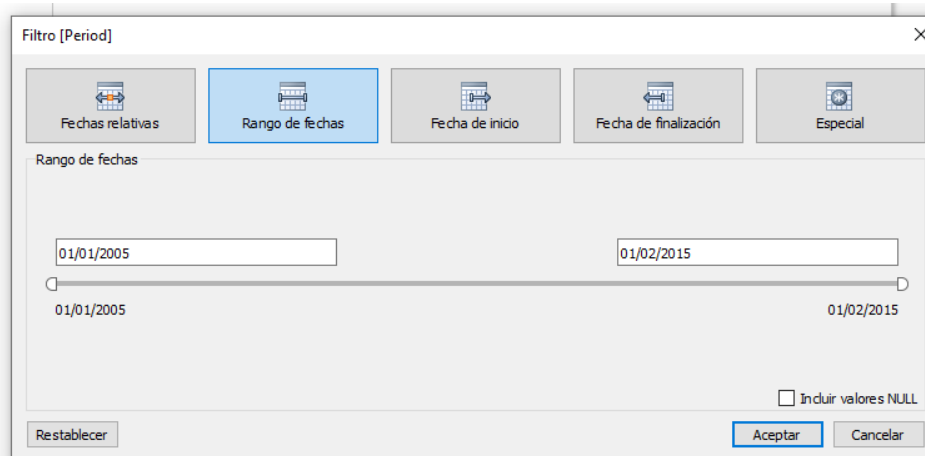 Filtro [Period]
Fechas relativas
Rango de fechas
Fecha de inicio
Fecha de finalización
Especial
Rango de fechas
01/01/2005
01/02/2015
01/01/2005
01/02/2015
Incluir valores NULL
Restablecer
Aceptar
Cancelar